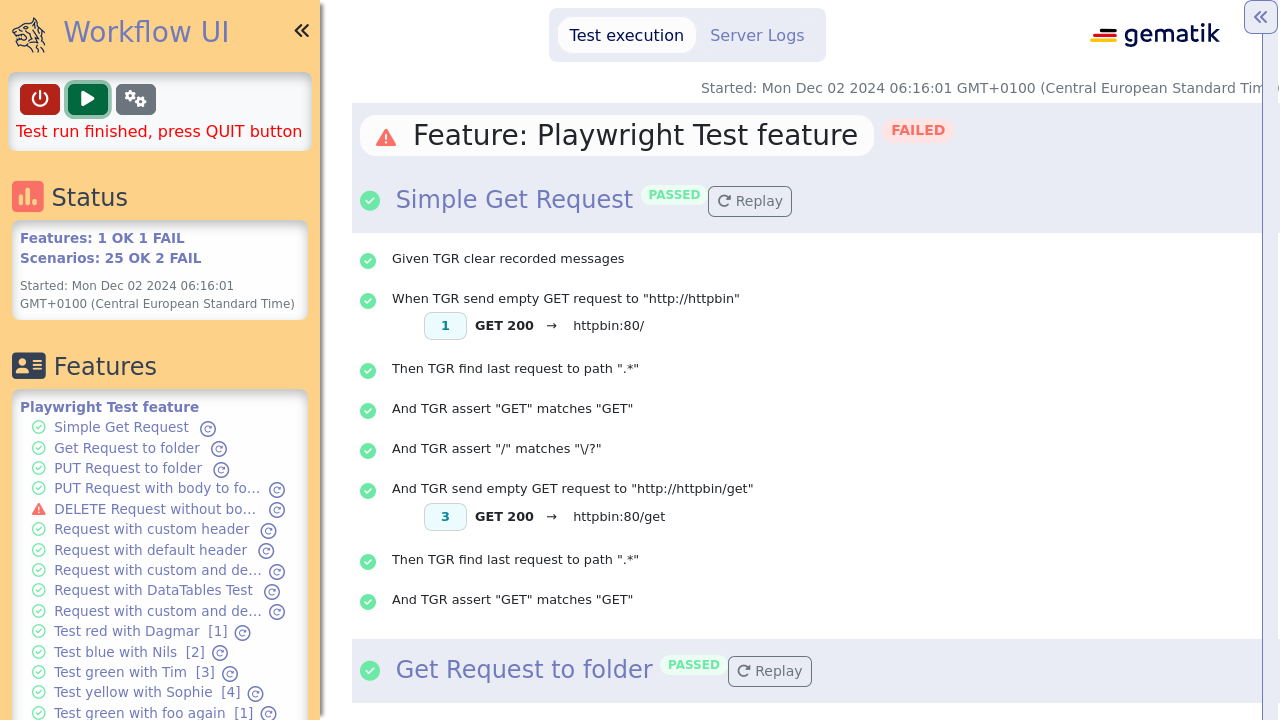 Workflow UI
Test run finished, press QUIT button
Status
Features: 1 OK 1 FAIL
Scenarios: 25 OK 2 FAIL
Started: Mon Dec 02 2024 06:16:01
GMT+0100 (Central European Standard Time)
Features
Playwright Test feature
Simple Get Request
Get Request to folder
PUT Request to folder
PUT Request with body to fo...
DELETE Request without bo...
Request with custom header
Request with default header
Request with custom and de...
Request with DataTables Test
Request with custom and de...
Test red with Dagmar [1]
Test blue with Nils [2]
Test green with Tim [3]
Test yellow with Sophie [4]
Test green with foo again [1]
Test execution Server Logs
gematik
Started: Mon Dec 02 2024 06:16:01 GMT+0100 (Central European Standard Tim
Feature: Playwright Test feature FAILED
Simple Get Request PASSED Replay
Given TGR clear recorded messages
When TGR send empty GET request to "http://httpbin"
1 GET 200 → httpbin:80/
Then TGR find last request to path ".*"
And TGR assert "GET" matches "GET"
And TGR assert "/" matches "\/?"
And TGR send empty GET request to "http://httpbin/get"
3 GET 200 → httpbin:80/get
Then TGR find last request to path ".*"
And TGR assert "GET" matches "GET"
Get Request to folder PASSED Replay